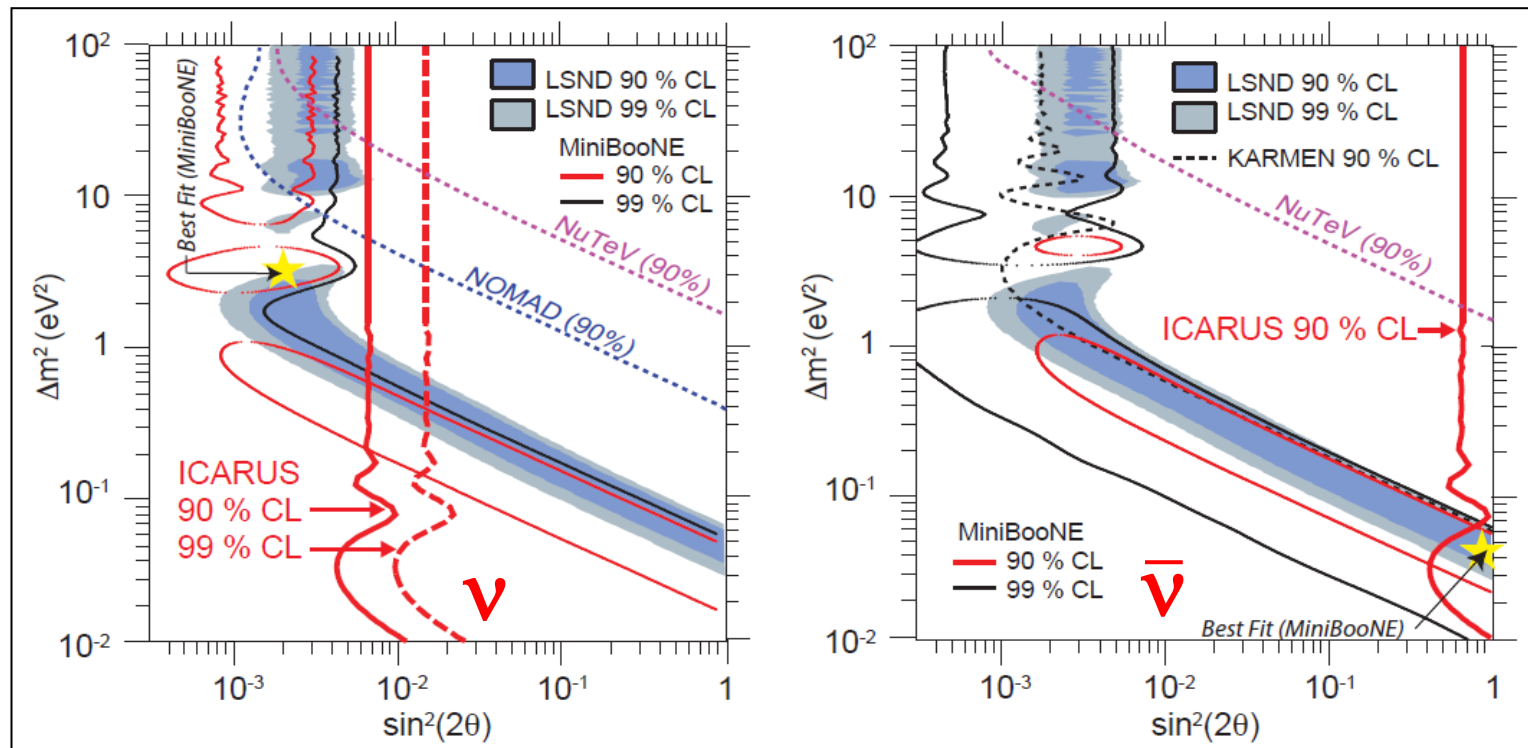 10²
10
1
10⁻¹
10⁻²
Δm² (eV²)
Best Fit (MiniBooNE)
LSND 90 % CL
LSND 99 % CL
MiniBooNE
90 % CL
99 % CL
NuTeV (90%)
NOMAD (90%)
ICARUS
90 % CL
99 % CL
ν
10⁻³
10⁻²
10⁻¹
1
sin²(2θ)
10²
10
1
10⁻¹
10⁻²
Δm² (eV²)
LSND 90 % CL
LSND 99 % CL
KARMEN 90 % CL
NuTeV (90%)
ICARUS 90 % CL
MiniBooNE
90 % CL
99 % CL
ν̅
Best Fit (MiniBooNE)
10⁻³
10⁻²
10⁻¹
1
sin²(2θ)